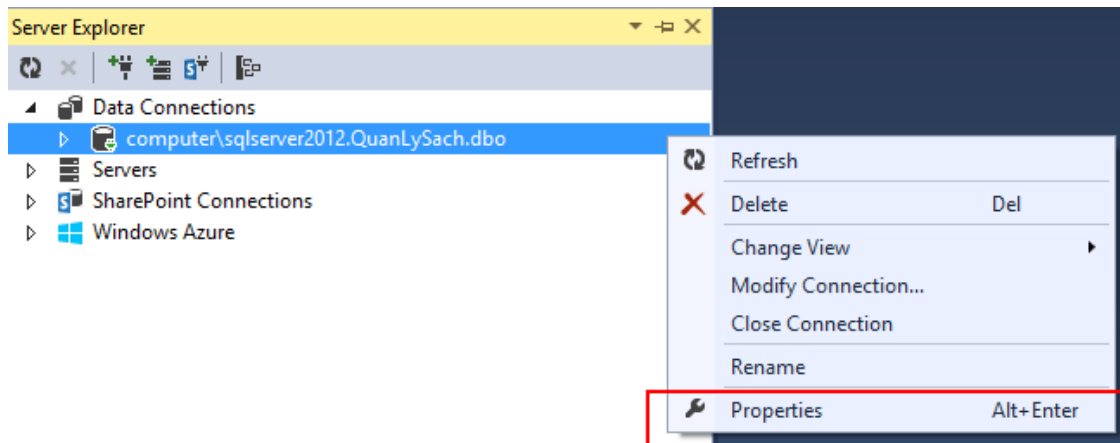 Server Explorer
Data Connections
computer\sqlserver2012.QuanLySach.dbo
Servers
SharePoint Connections
Windows Azure
Refresh
Delete Del
Change View
Modify Connection...
Close Connection
Rename
Properties Alt+Enter